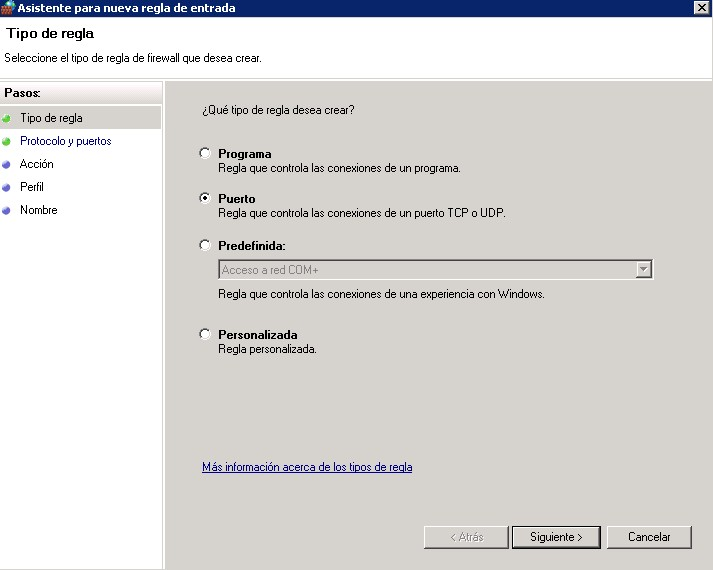 Asistente para nueva regla de entrada
Tipo de regla
Seleccione el tipo de regla de firewall que desea crear.
Pasos:
Tipo de regla
Protocolo y puertos
Acción
Perfil
Nombre
¿Qué tipo de regla desea crear?
Programa
Regla que controla las conexiones de un programa.
Puerto
Regla que controla las conexiones de un puerto TCP o UDP.
Predefinida:
Acceso a red COM+
Regla que controla las conexiones de una experiencia con Windows.
Personalizada
Regla personalizada.
Más información acerca de los tipos de regla
< Atrás
Siguiente >
Cancelar